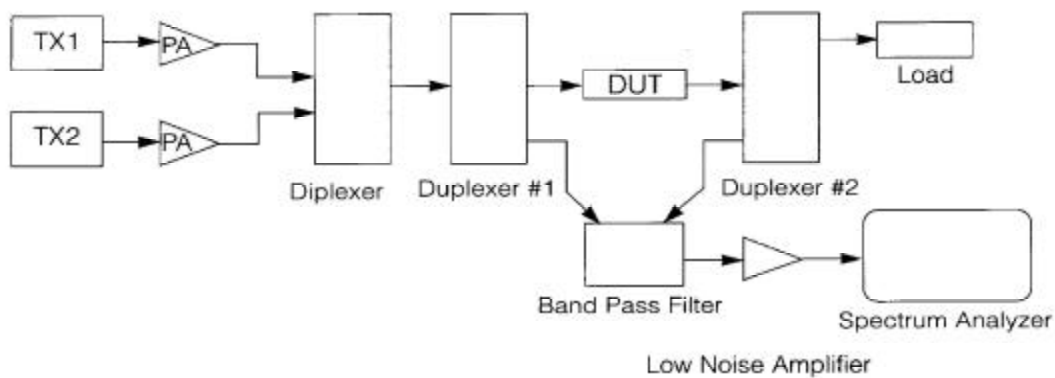 TX1
PA
TX2
PA
Diplexer
Duplexer #1
DUT
Duplexer #2
Load
Band Pass Filter
Spectrum Analyzer
Low Noise Amplifier